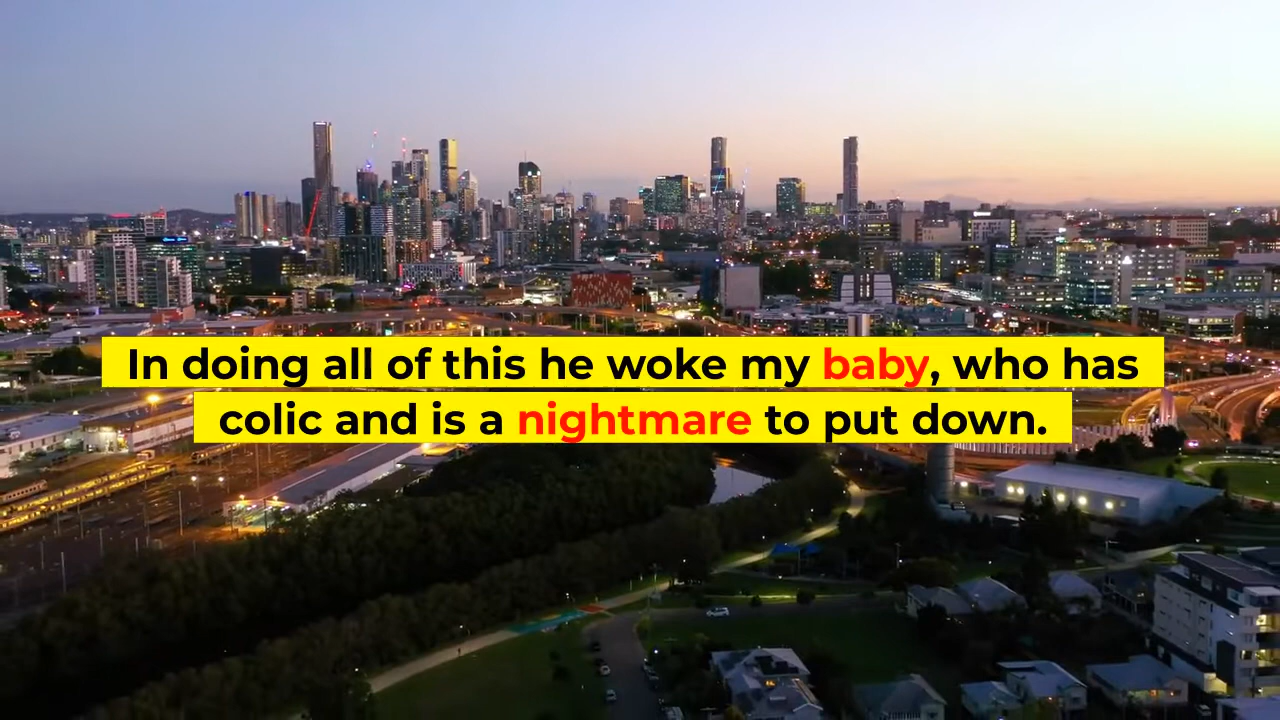 In doing all of this he woke my baby, who has
colic and is a nightmare to put down.